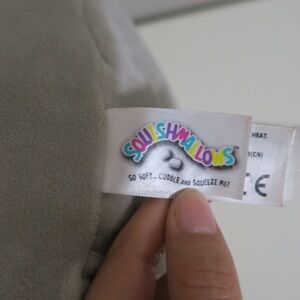 SQUISHMALLOWS™
SO SOFT... CUDDLE AND SQUEEZE ME!
HEAT.
(CN)
CE